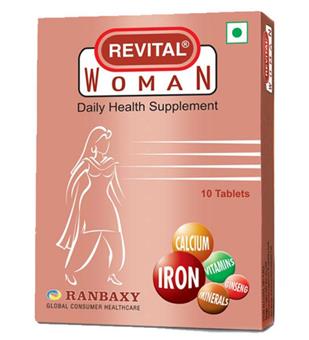 REVITAL®
WOMAN
Daily Health Supplement
10 Tablets
CALCIUM
IRON
VITAMINS
GINSENG
MINERALS
RANBAXY
GLOBAL CONSUMER HEALTHCARE